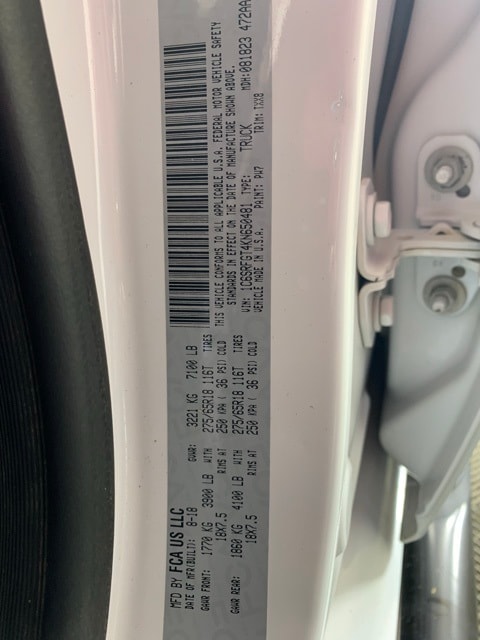 MFD BY FCA US LLC
DATE OF MFR(BUILT): 8-18 GVWR: 3221 KG 7100 LB
GAWR FRONT: 1770 KG 3900 LB WITH 275/65R18 116T TIRES
18X7.5 RIMS AT 250 KPA ( 36 PSI) COLD
GAWR REAR: 1860 KG 4100 LB WITH 275/65R18 116T TIRES
18X7.5 RIMS AT 250 KPA ( 36 PSI) COLD
THIS VEHICLE CONFORMS TO ALL APPLICABLE U.S.A. FEDERAL MOTOR VEHICLE SAFETY
STANDARDS IN EFFECT ON THE DATE OF MANUFACTURE SHOWN ABOVE.
VIN: 1C6SRFGT4KN650481 TYPE: TRUCK MDH:081823 472AA
VEHICLE MADE IN U.S.A. PAINT: PW7 TRIM: TXX8